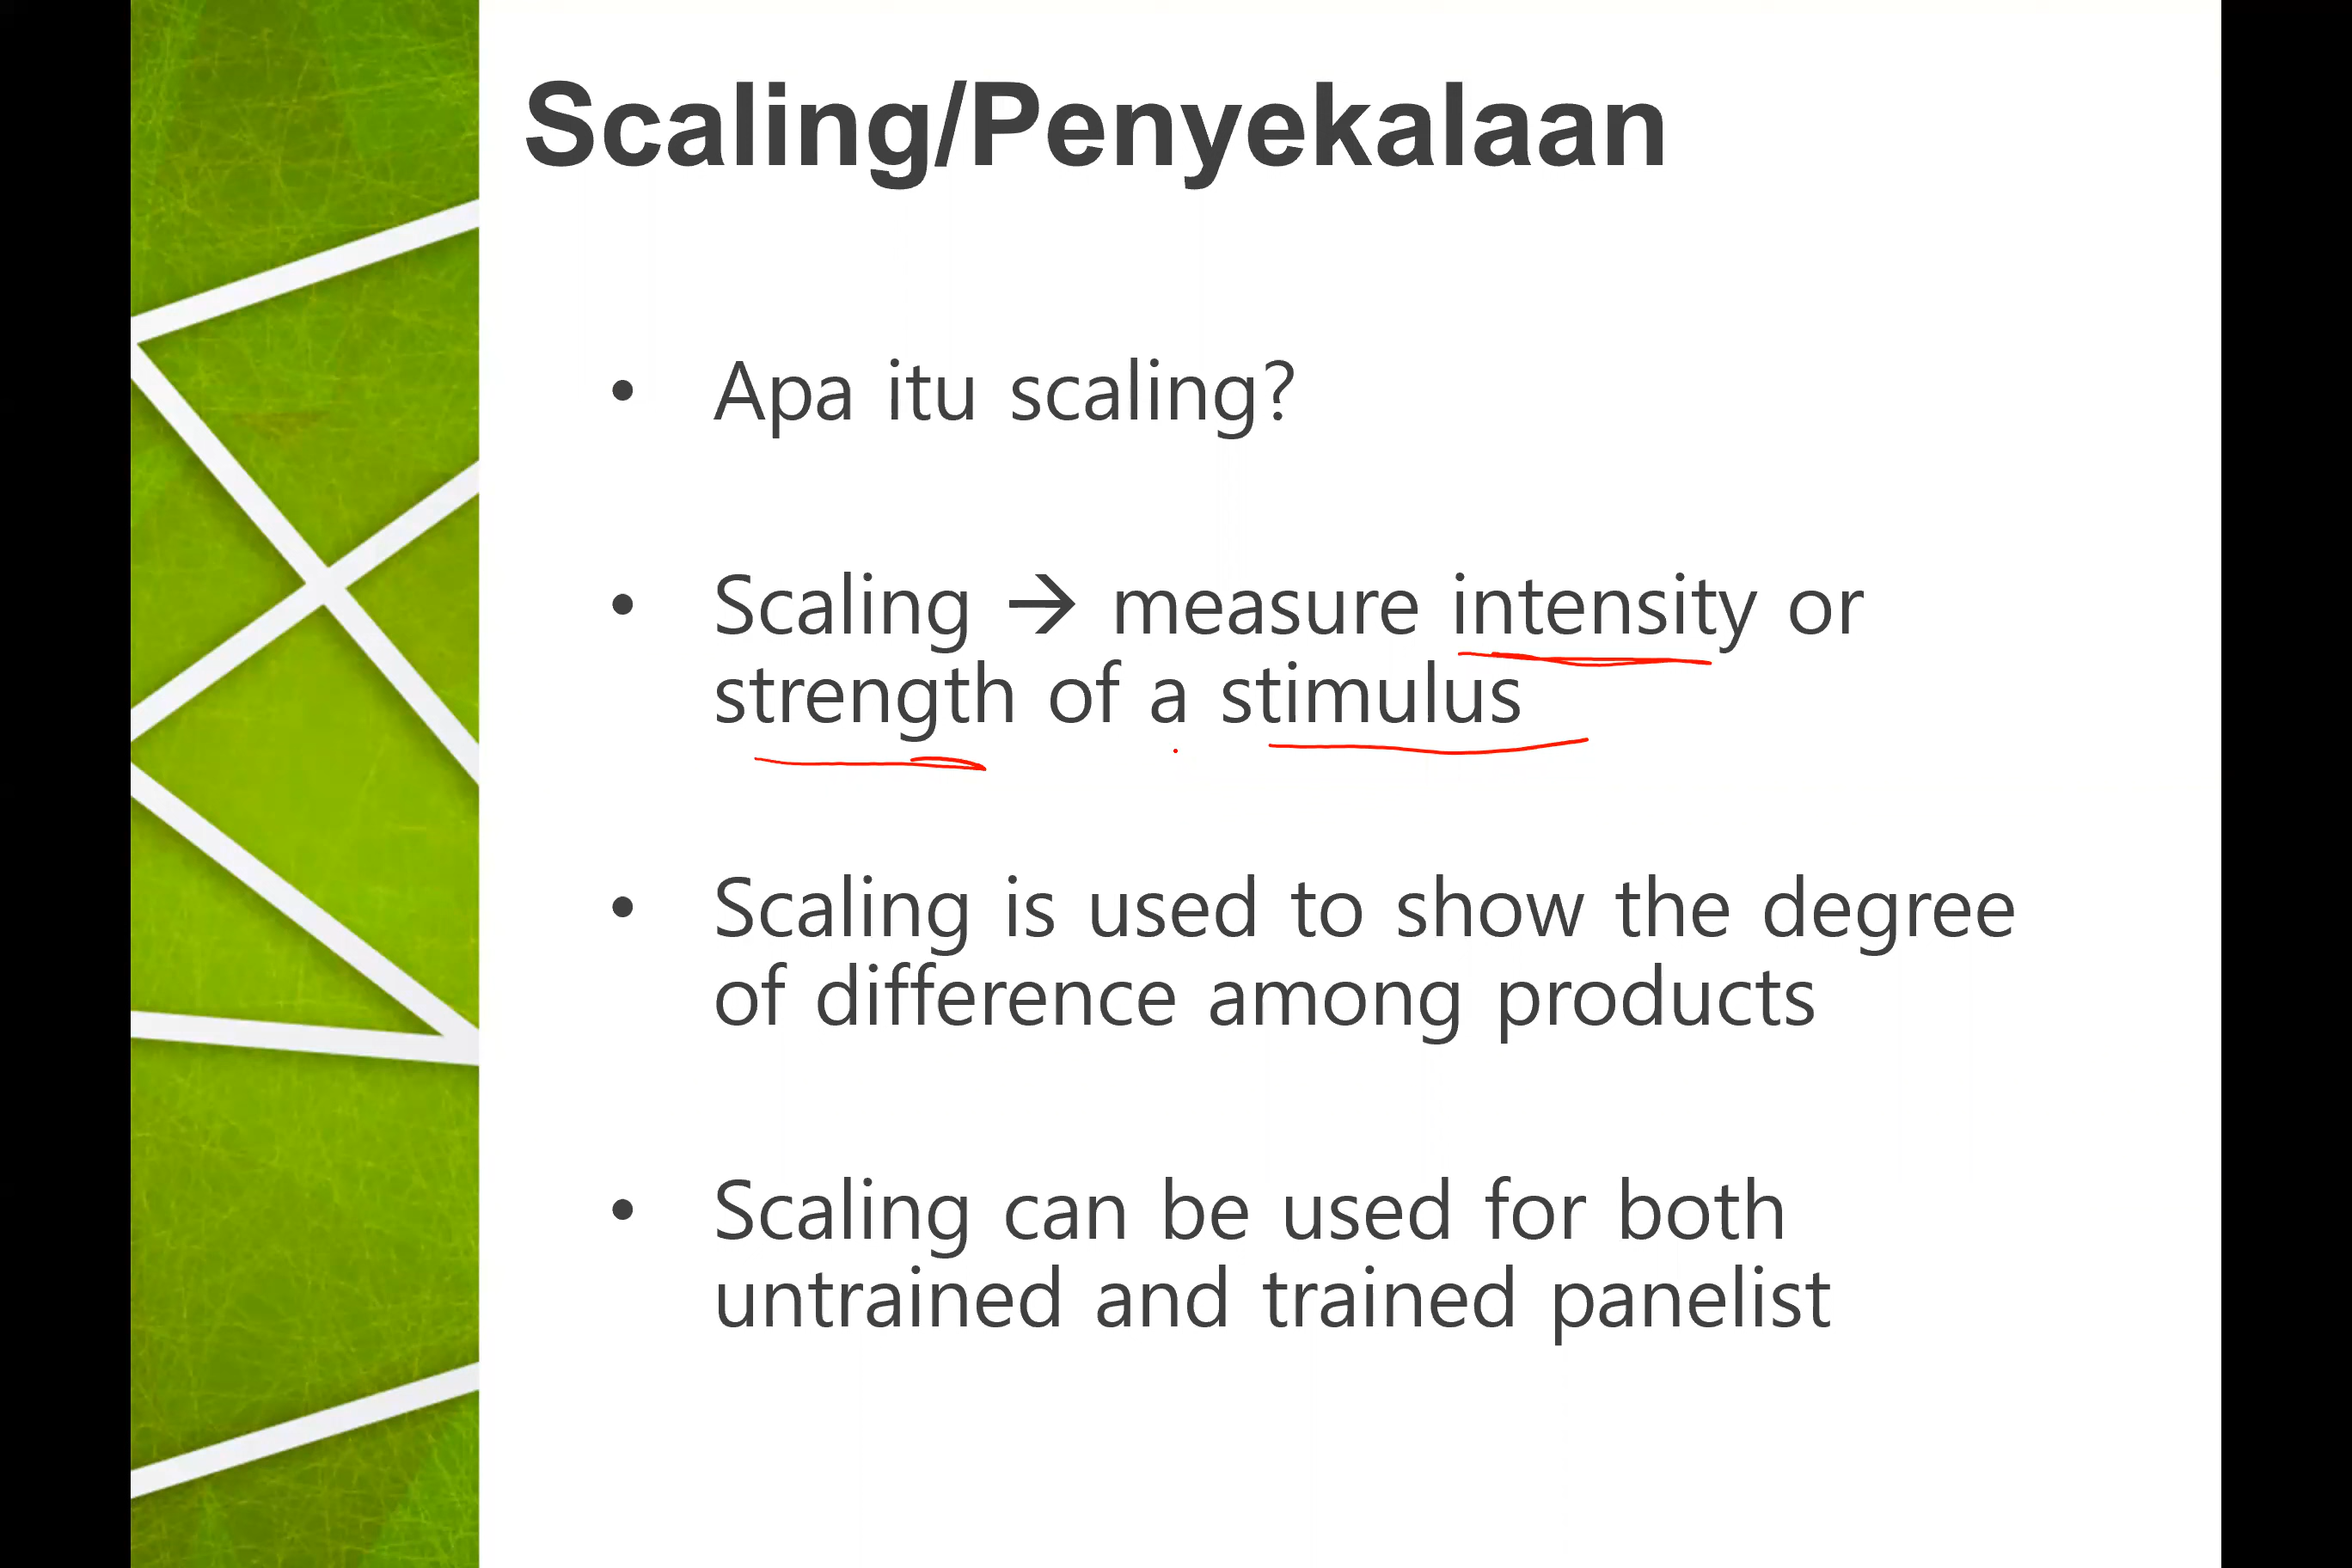 Scaling/Penyekalaan
• Apa itu scaling?
• Scaling → measure intensity or
strength of a stimulus
• Scaling is used to show the degree
of difference among products
• Scaling can be used for both
untrained and trained panelist